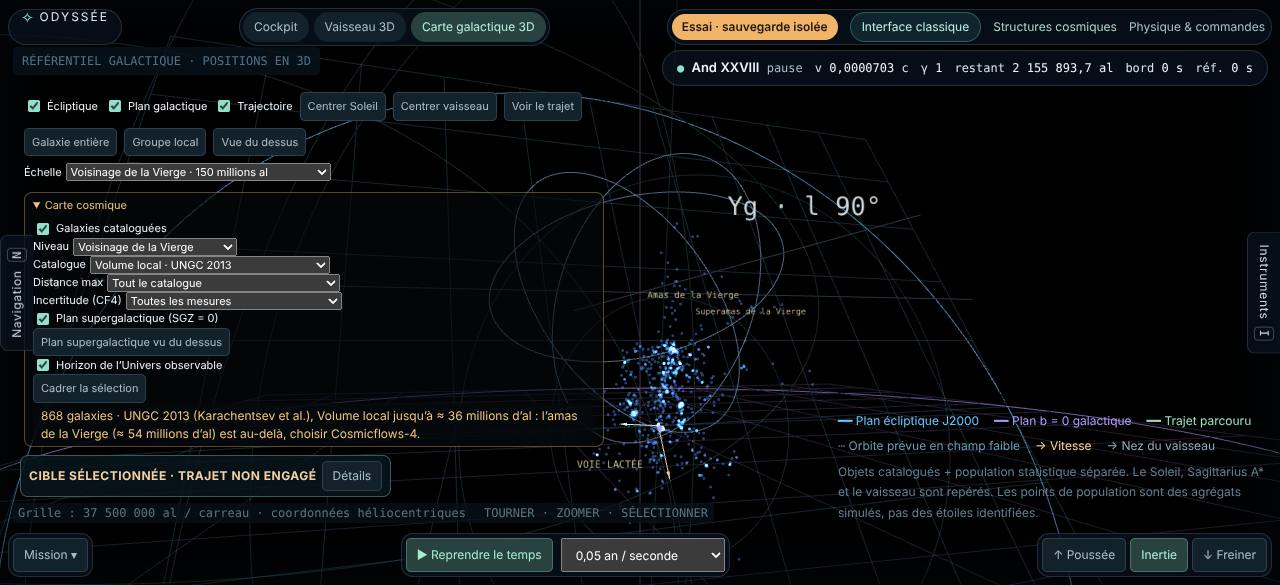 ✧ ODYSSÉE
Cockpit Vaisseau 3D Carte galactique 3D
Essai · sauvegarde isolée Interface classique Structures cosmiques Physique & commandes
RÉFÉRENTIEL GALACTIQUE · POSITIONS EN 3D
● And XXVIII pause v 0,0000703 c γ 1 restant 2 155 893,7 al bord 0 s réf. 0 s
Écliptique Plan galactique Trajectoire Centrer Soleil Centrer vaisseau Voir le trajet
Galaxie entière Groupe local Vue du dessus
Échelle Voisinage de la Vierge · 150 millions al
▼ Carte cosmique
Galaxies cataloguées
Niveau Voisinage de la Vierge
Catalogue Volume local · UNGC 2013
Distance max Tout le catalogue
Incertitude (CF4) Toutes les mesures
Plan supergalactique (SGZ = 0)
Plan supergalactique vu du dessus
Horizon de l'Univers observable
Cadrer la sélection
868 galaxies · UNGC 2013 (Karachentsev et al.), Volume local jusqu'à ≈ 36 millions d'al : l'amas
de la Vierge (≈ 54 millions d'al) est au-delà, choisir Cosmicflows-4.
Navigation N
Yg · l 90°
Amas de la Vierge
Superamas de la Vierge
VOIE LACTÉE
Instruments I
Plan écliptique J2000 Plan b = 0 galactique Trajet parcouru
Orbite prévue en champ faible → Vitesse → Nez du vaisseau
Objets catalogués + population statistique séparée. Le Soleil, Sagittarius A*
et le vaisseau sont repérés. Les points de population sont des agrégats
simulés, pas des étoiles identifiées.
CIBLE SÉLECTIONNÉE · TRAJET NON ENGAGÉ Détails
Grille : 37 500 000 al / carreau · coordonnées héliocentriques TOURNER · ZOOMER · SÉLECTIONNER
Mission ▾
▶ Reprendre le temps 0,05 an / seconde
↑ Poussée Inertie ↓ Freiner